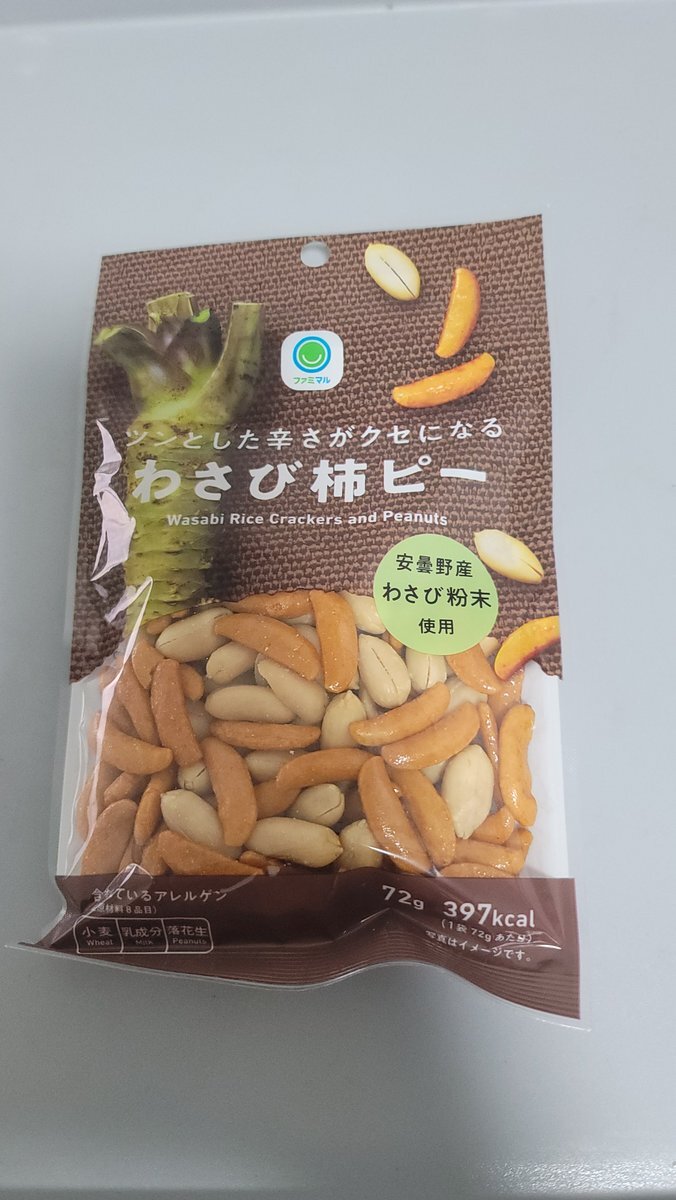 ファミマル
ツンとした辛さがクセになる
わさび柿ピー
Wasabi Rice Crackers and Peanuts
安曇野産
わさび粉末
使用
含まれているアレルゲン
(原材料8品目)
小麦 乳成分 落花生
Wheat Milk Peanuts
72g 397kcal
(1袋 72gあたり)
写真はイメージです。